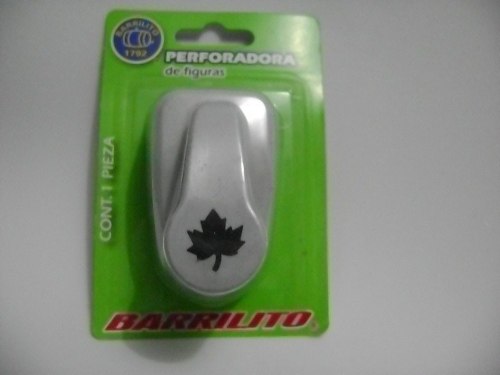 BARRILITO
1792
PERFORADORA
de figuras
CONT. 1 PIEZA
BARRILITO